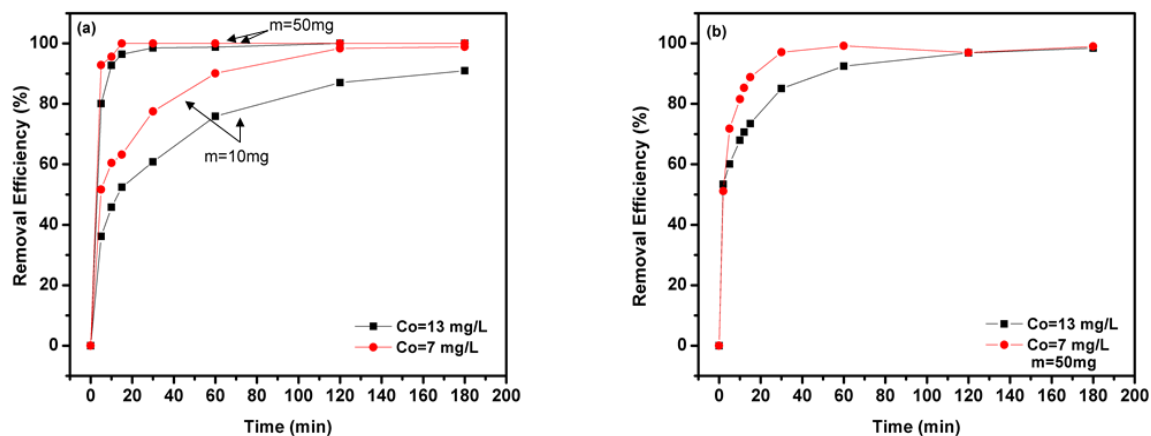 (a)
m=50mg
m=10mg
100
80
60
40
20
0
Removal Efficiency (%)
Co=13 mg/L
Co=7 mg/L
0 20 40 60 80 100 120 140 160 180 200
Time (min)
(b)
100
80
60
40
20
0
Removal Efficiency (%)
Co=13 mg/L
Co=7 mg/L
m=50mg
0 20 40 60 80 100 120 140 160 180 200
Time (min)